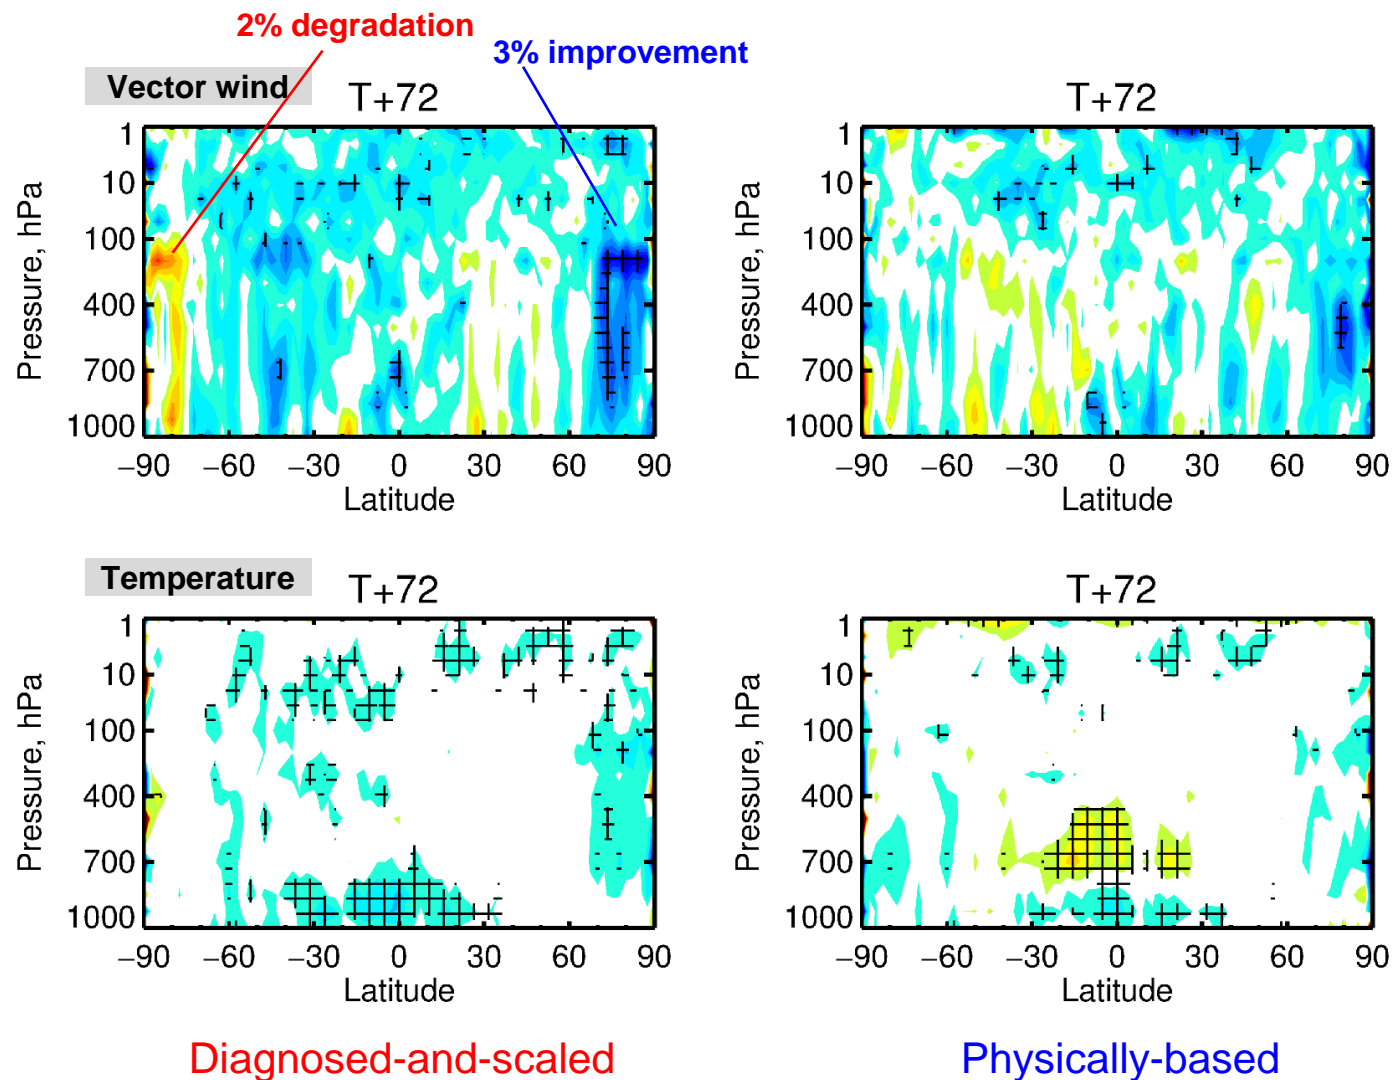 2% degradation
3% improvement
Vector wind
T+72
T+72
1
10
100
400
700
1000
Pressure, hPa
−90 −60 −30 0 30 60 90
Latitude
1
10
100
400
700
1000
Pressure, hPa
−90 −60 −30 0 30 60 90
Latitude
Temperature
T+72
T+72
1
10
100
400
700
1000
Pressure, hPa
−90 −60 −30 0 30 60 90
Latitude
1
10
100
400
700
1000
Pressure, hPa
−90 −60 −30 0 30 60 90
Latitude
Diagnosed-and-scaled
Physically-based